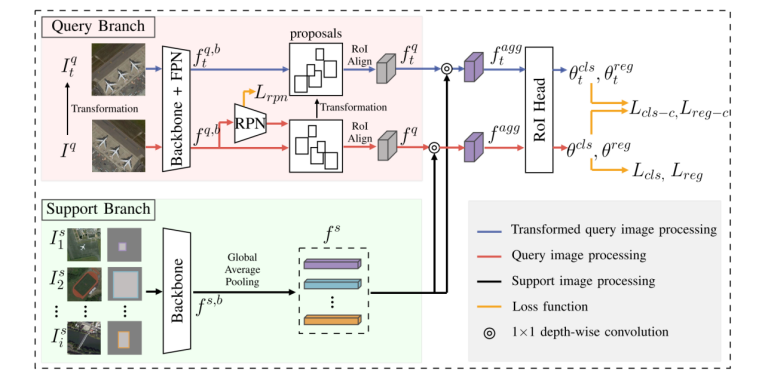 Query Branch
I_t^q
Transformation
I^q
Backbone + FPN
f_t^{q,b}
f^{q,b}
L_{rpn}
RPN
proposals
Transformation
RoI
Align
f_t^q
RoI
Align
f^q
f_t^{agg}
f^{agg}
RoI Head
θ_t^{cls}, θ_t^{reg}
L_{cls-c}, L_{reg-c}
θ^{cls}, θ^{reg}
L_{cls}, L_{reg}
Support Branch
I_1^s
I_2^s
⋮ ⋮ ⋮
I_i^s
Backbone
Global
Average
Pooling
f^{s,b}
f^s
⋮
Transformed query image processing
Query image processing
Support image processing
Loss function
1×1 depth-wise convolution